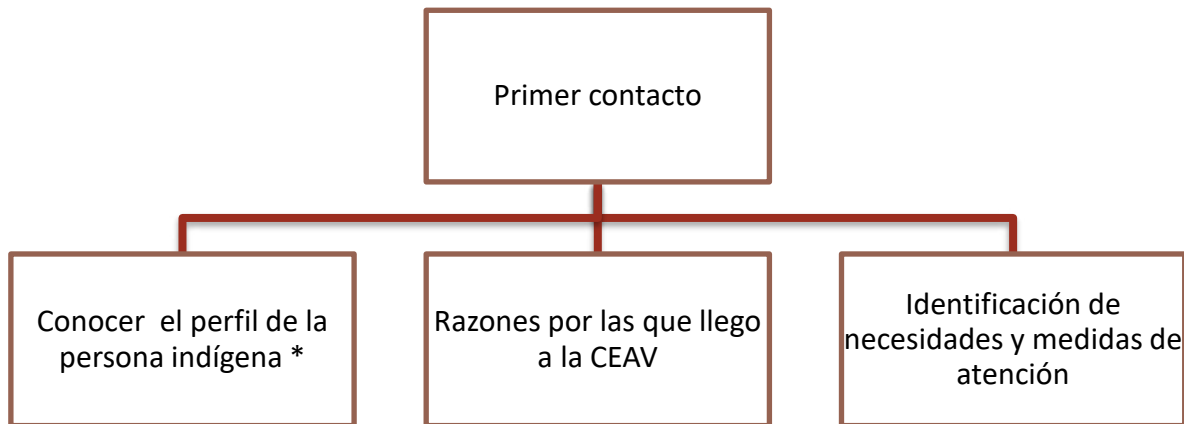 Primer contacto
Conocer  el perfil de la
persona indígena *
Razones por las que llego
a la CEAV
Identificación de
necesidades y medidas de
atención